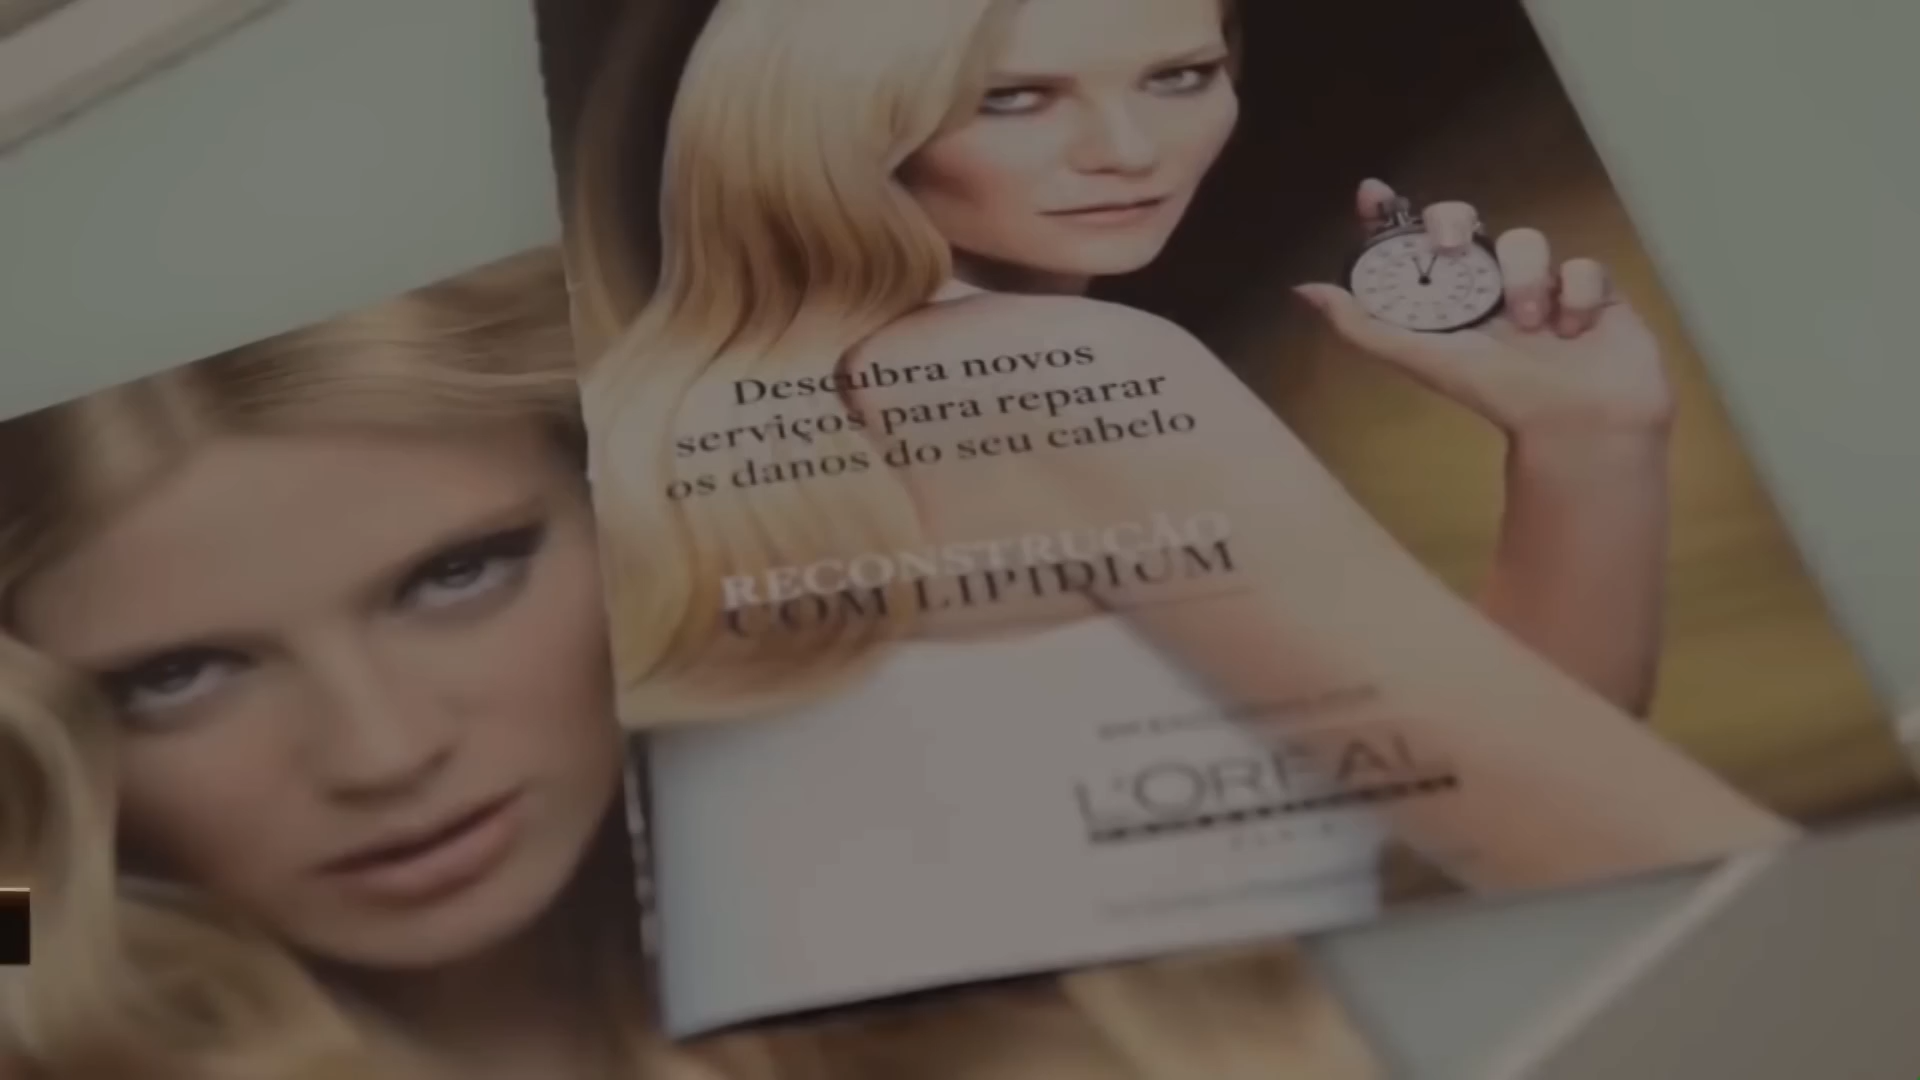 Descubra novos
serviços para reparar
os danos do seu cabelo
RECONSTRUÇÃO
COM LIPIDIUM
L'ORÉAL